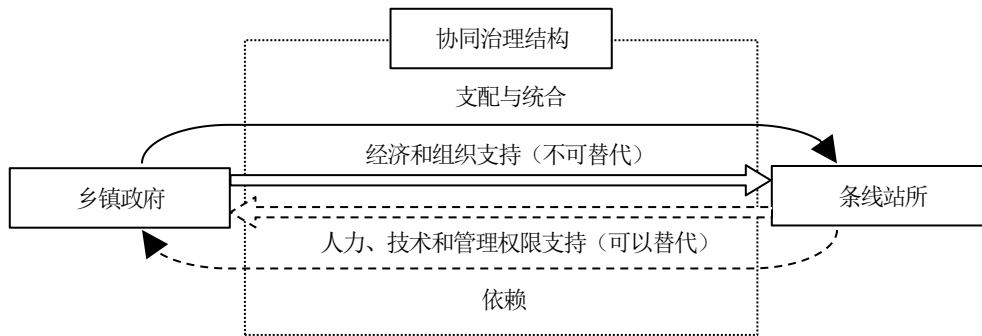 协同治理结构
支配与统合
经济和组织支持（不可替代）
乡镇政府
条线站所
人力、技术和管理权限支持（可以替代）
依赖